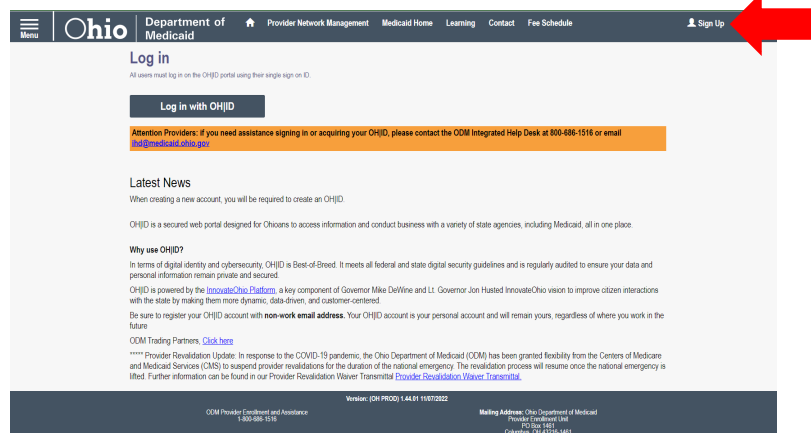 Menu
Ohio
Department of
Medicaid
Provider Network Management
Medicaid Home
Learning
Contact
Fee Schedule
Sign Up
Log in
All users must log in on the OH|ID portal using their single sign on ID.
Log in with OH|ID
Attention Providers: if you need assistance signing in or acquiring your OH|ID, please contact the ODM Integrated Help Desk at 800-686-1516 or email
ihd@medicaid.ohio.gov
Latest News
When creating a new account, you will be required to create an OH|ID.
OH|ID is a secured web portal designed for Ohioans to access information and conduct business with a variety of state agencies, including Medicaid, all in one place.
Why use OH|ID?
In terms of digital identity and cybersecurity, OH|ID is Best-of-Breed. It meets all federal and state digital security guidelines and is regularly audited to ensure your data and
personal information remain private and secured.
OH|ID is powered by the InnovateOhio Platform, a key component of Governor Mike DeWine and Lt. Governor Jon Husted InnovateOhio vision to improve citizen interactions
with the state by making them more dynamic, data-driven, and customer-centered.
Be sure to register your OH|ID account with non-work email address. Your OH|ID account is your personal account and will remain yours, regardless of where you work in the
future
ODM Trading Partners, Click here
***** Provider Revalidation Update: In response to the COVID-19 pandemic, the Ohio Department of Medicaid (ODM) has been granted flexibility from the Centers of Medicare
and Medicaid Services (CMS) to suspend provider revalidations for the duration of the national emergency. The revalidation process will resume once the national emergency is
lifted. Further information can be found in our Provider Revalidation Waiver Transmittal Provider Revalidation Waiver Transmittal.
Version: (OH PROD) 1.44.01 11/07/2022
ODM Provider Enrollment and Assistance
1-800-686-1516
Mailing Address: Ohio Department of Medicaid
Provider Enrollment Unit
PO Box 1461
Columbus, OH 43216-1461